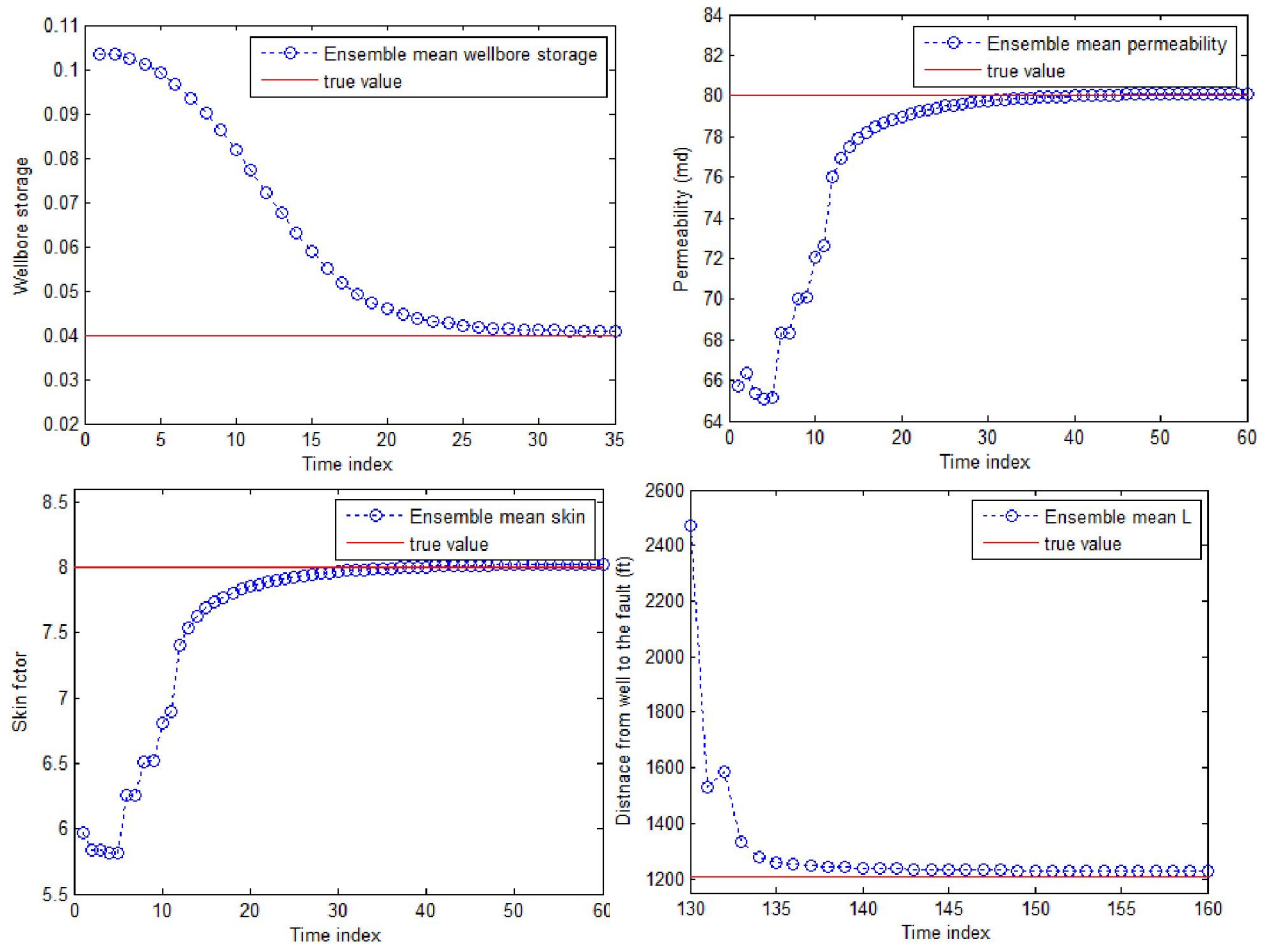 0.11
0.1
0.09
0.08
0.07
0.06
0.05
0.04
0.03
0.02
Wellbore storage
Ensemble mean wellbore storage
true value
0 5 10 15 20 25 30 35
Time index
84
82
80
78
76
74
72
70
68
66
64
Permeability (md)
Ensemble mean permeability
true value
0 10 20 30 40 50 60
Time index
8.5
8
7.5
7
6.5
6
5.5
Skin fctor
Ensemble mean skin
true value
0 10 20 30 40 50 60
Time index
2600
2400
2200
2000
1800
1600
1400
1200
Distnace from well to the fault (ft)
Ensemble mean L
true value
130 135 140 145 150 155 160
Time index